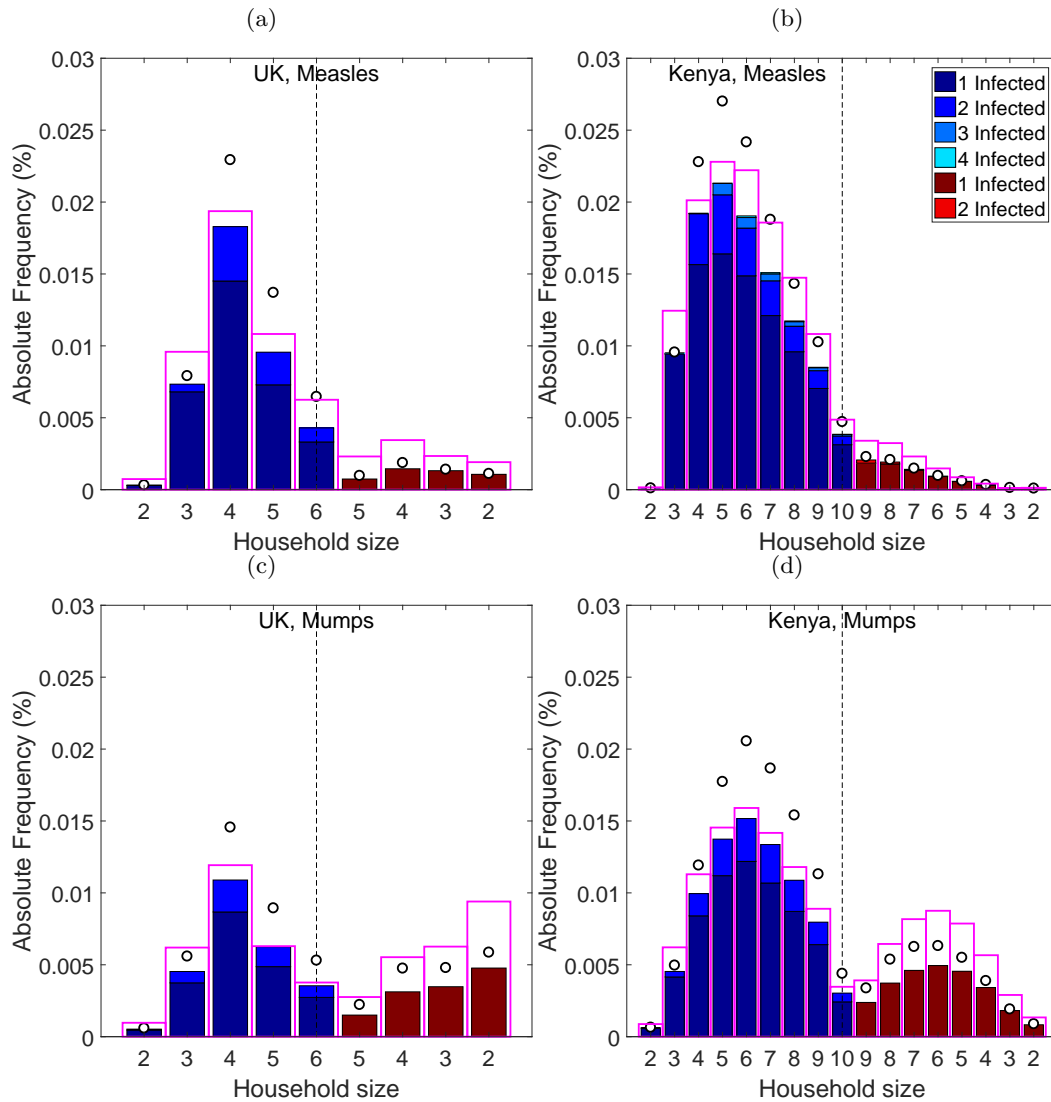 (a)
UK, Measles
Absolute Frequency (%)
0.03
0.025
0.02
0.015
0.01
0.005
0
2 3 4 5 6 5 4 3 2
Household size
(b)
Kenya, Measles
1 Infected
2 Infected
3 Infected
4 Infected
1 Infected
2 Infected
Absolute Frequency (%)
0.03
0.025
0.02
0.015
0.01
0.005
0
2 3 4 5 6 7 8 9 10 9 8 7 6 5 4 3 2
Household size
(c)
UK, Mumps
Absolute Frequency (%)
0.03
0.025
0.02
0.015
0.01
0.005
0
2 3 4 5 6 5 4 3 2
Household size
(d)
Kenya, Mumps
Absolute Frequency (%)
0.03
0.025
0.02
0.015
0.01
0.005
0
2 3 4 5 6 7 8 9 10 9 8 7 6 5 4 3 2
Household size